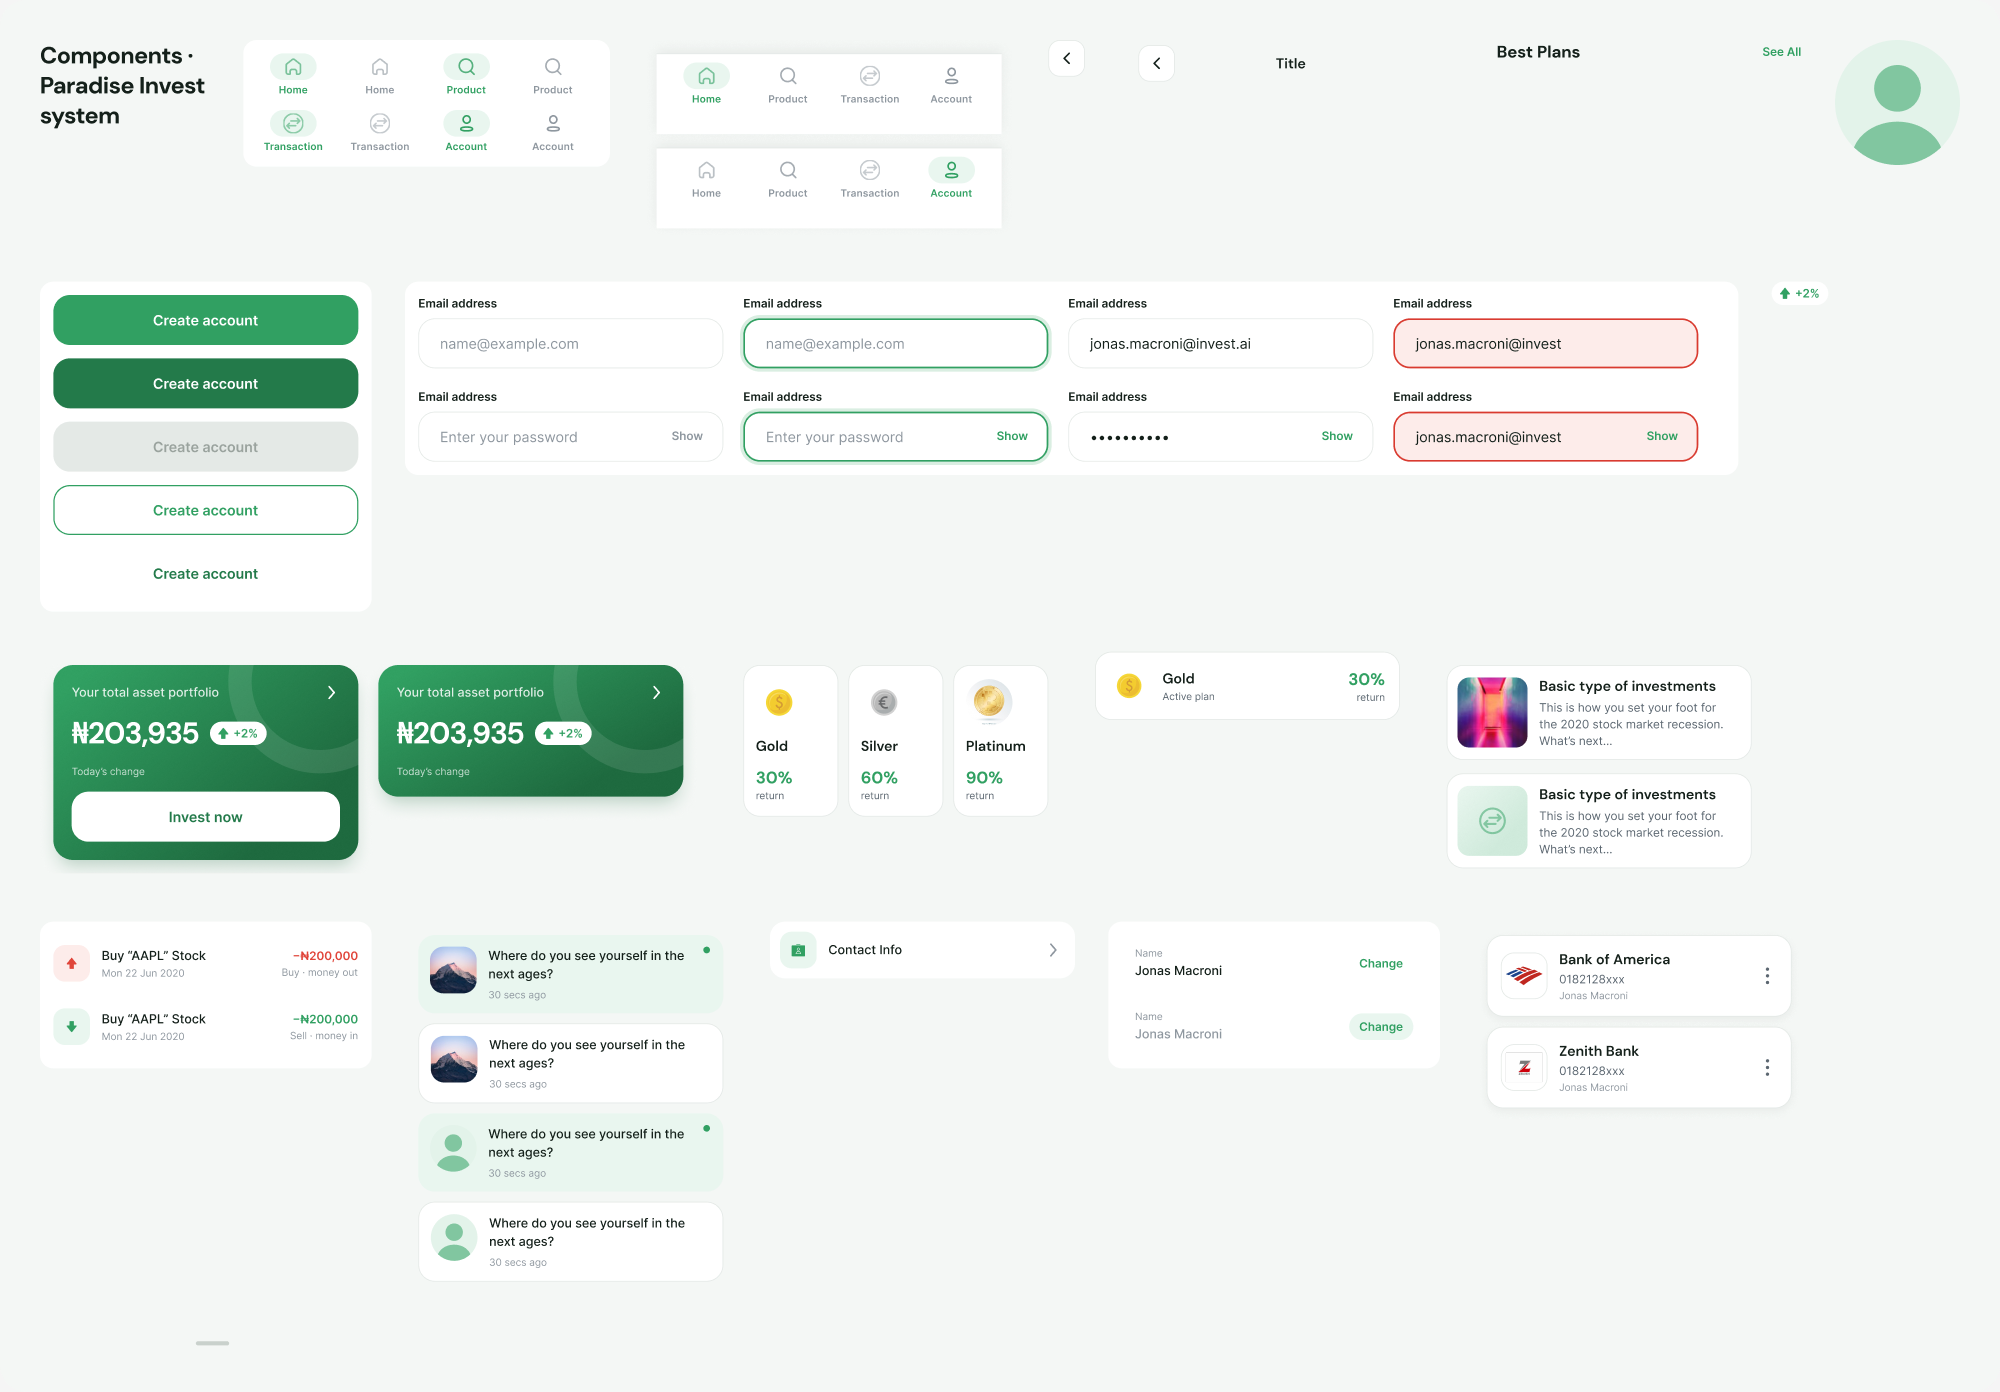 Components ·
Paradise Invest
system
Home
Home
Product
Product
Transaction
Transaction
Account
Account
Home
Product
Transaction
Account
Home
Product
Transaction
Account
Title
Best Plans
See All
Create account
Create account
Create account
Create account
Create account
Email address
Email address
Email address
Email address
name@example.com
name@example.com
jonas.macroni@invest.ai
jonas.macroni@invest
Email address
Email address
Email address
Email address
Enter your password
Show
Enter your password
Show
••••••••••
Show
jonas.macroni@invest
Show
+2%
Your total asset portfolio
₦203,935
+2%
Today's change
Invest now
Your total asset portfolio
₦203,935
+2%
Today's change
Gold
30%
return
Silver
60%
return
Platinum
90%
return
Gold
Active plan
30%
return
Basic type of investments
This is how you set your foot for
the 2020 stock market recession.
What's next...
Basic type of investments
This is how you set your foot for
the 2020 stock market recession.
What's next...
Buy “AAPL” Stock
Mon 22 Jun 2020
−₦200,000
Buy · money out
Buy “AAPL” Stock
Mon 22 Jun 2020
−₦200,000
Sell · money in
Where do you see yourself in the
next ages?
30 secs ago
Where do you see yourself in the
next ages?
30 secs ago
Where do you see yourself in the
next ages?
30 secs ago
Where do you see yourself in the
next ages?
30 secs ago
Contact Info
Name
Jonas Macroni
Change
Name
Jonas Macroni
Change
Bank of America
0182128xxx
Jonas Macroni
Zenith Bank
0182128xxx
Jonas Macroni